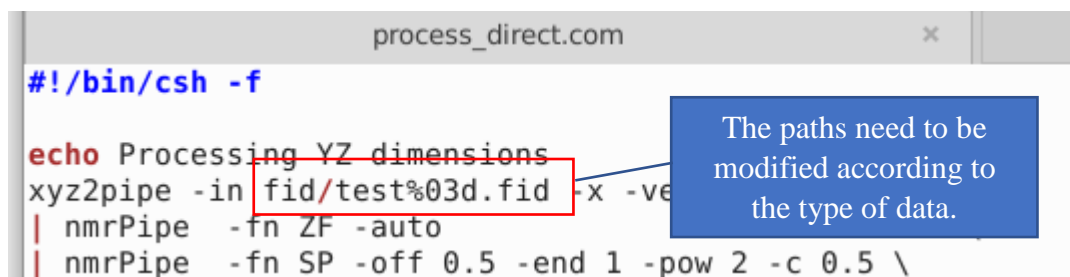 process_direct.com ×
#!/bin/csh -f
echo Processing YZ dimensions
xyz2pipe -in fid/test%03d.fid -x -ve
| nmrPipe -fn ZF -auto
| nmrPipe -fn SP -off 0.5 -end 1 -pow 2 -c 0.5 \
The paths need to be
modified according to
the type of data.